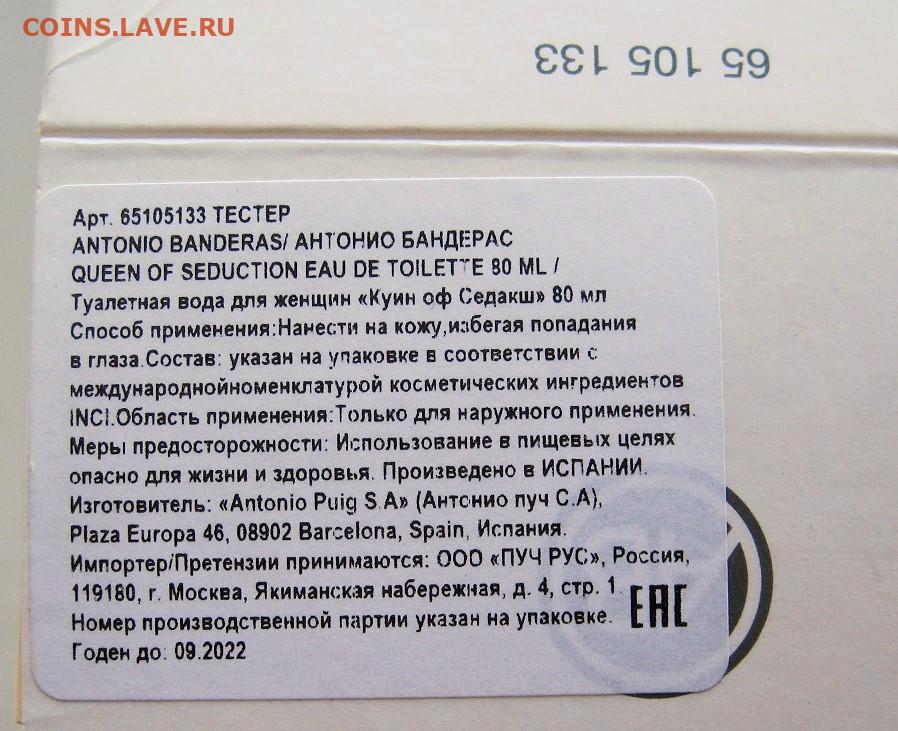 COINS.LAVE.RU
65 105 133
Арт. 65105133 ТЕСТЕР
ANTONIO BANDERAS/ АНТОНИО БАНДЕРАС
QUEEN OF SEDUCTION EAU DE TOILETTE 80 ML /
Туалетная вода для женщин «Куин оф Седакш» 80 мл
Способ применения:Нанести на кожу,избегая попадания
в глаза.Состав: указан на упаковке в соответствии с
международнойноменклатурой косметических ингредиентов
INCI.Область применения:Только для наружного применения.
Меры предосторожности: Использование в пищевых целях
опасно для жизни и здоровья. Произведено в ИСПАНИИ.
Изготовитель: «Antonio Puig S.A» (Антонио пуч С.А),
Plaza Europa 46, 08902 Barcelona, Spain, Испания.
Импортер/Претензии принимаются: ООО «ПУЧ РУС», Россия,
119180, г. Москва, Якиманская набережная, д. 4, стр. 1.
Номер производственной партии указан на упаковке. EAC
Годен до: 09.2022